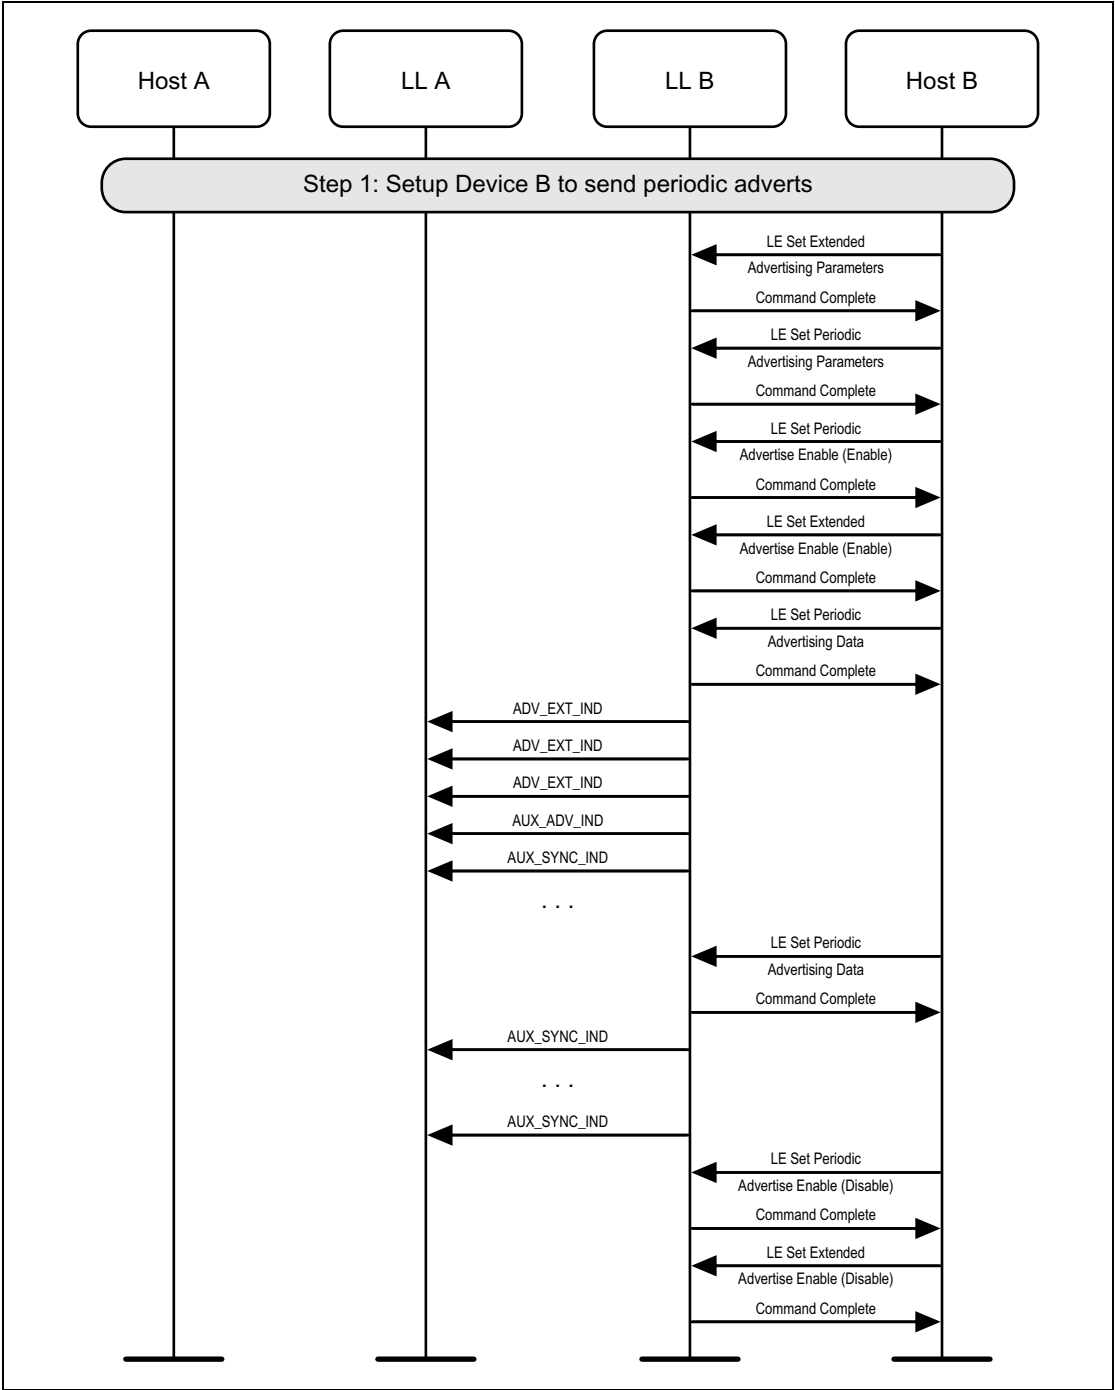 Host A
LL A
LL B
Host B
Step 1: Setup Device B to send periodic adverts
LE Set Extended
Advertising Parameters
Command Complete
LE Set Periodic
Advertising Parameters
Command Complete
LE Set Periodic
Advertise Enable (Enable)
Command Complete
LE Set Extended
Advertise Enable (Enable)
Command Complete
LE Set Periodic
Advertising Data
Command Complete
ADV_EXT_IND
ADV_EXT_IND
ADV_EXT_IND
AUX_ADV_IND
AUX_SYNC_IND
. . .
LE Set Periodic
Advertising Data
Command Complete
AUX_SYNC_IND
. . .
AUX_SYNC_IND
LE Set Periodic
Advertise Enable (Disable)
Command Complete
LE Set Extended
Advertise Enable (Disable)
Command Complete